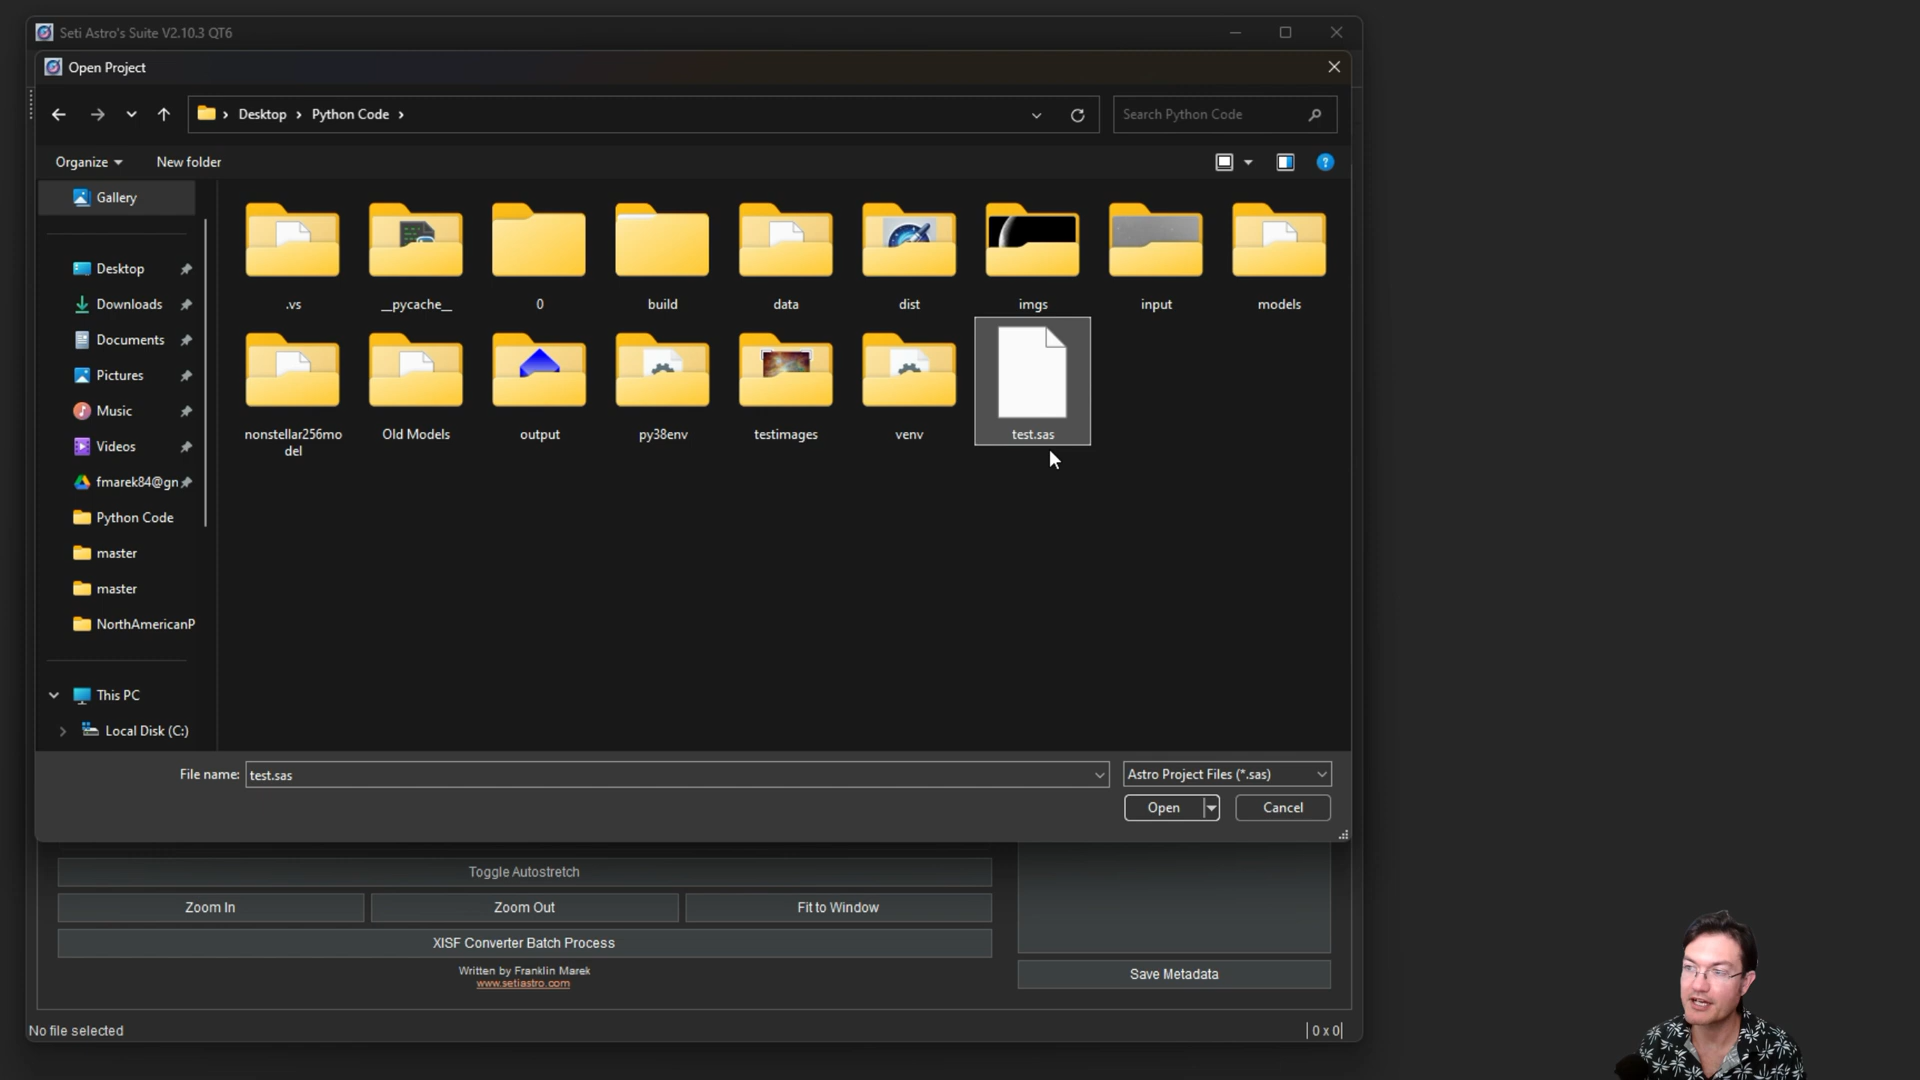 Seti Astro's Suite V2.10.3 QT6
Open Project
Desktop > Python Code >
Search Python Code
Organize
New folder
?
Gallery
Desktop
Downloads
Documents
Pictures
Music
Videos
fmarek84@gn
Python Code
master
master
NorthAmericanP
This PC
Local Disk (C:)
.vs
__pycache__
0
build
data
dist
imgs
input
models
nonstellar256mo
del
Old Models
output
py38env
testimages
venv
test.sas
File name: test.sas
Astro Project Files (*.sas)
Open
Cancel
Toggle Autostretch
Zoom In
Zoom Out
Fit to Window
XISF Converter Batch Process
Written by Franklin Marek
www.setiastro.com
Save Metadata
No file selected
0 x 0